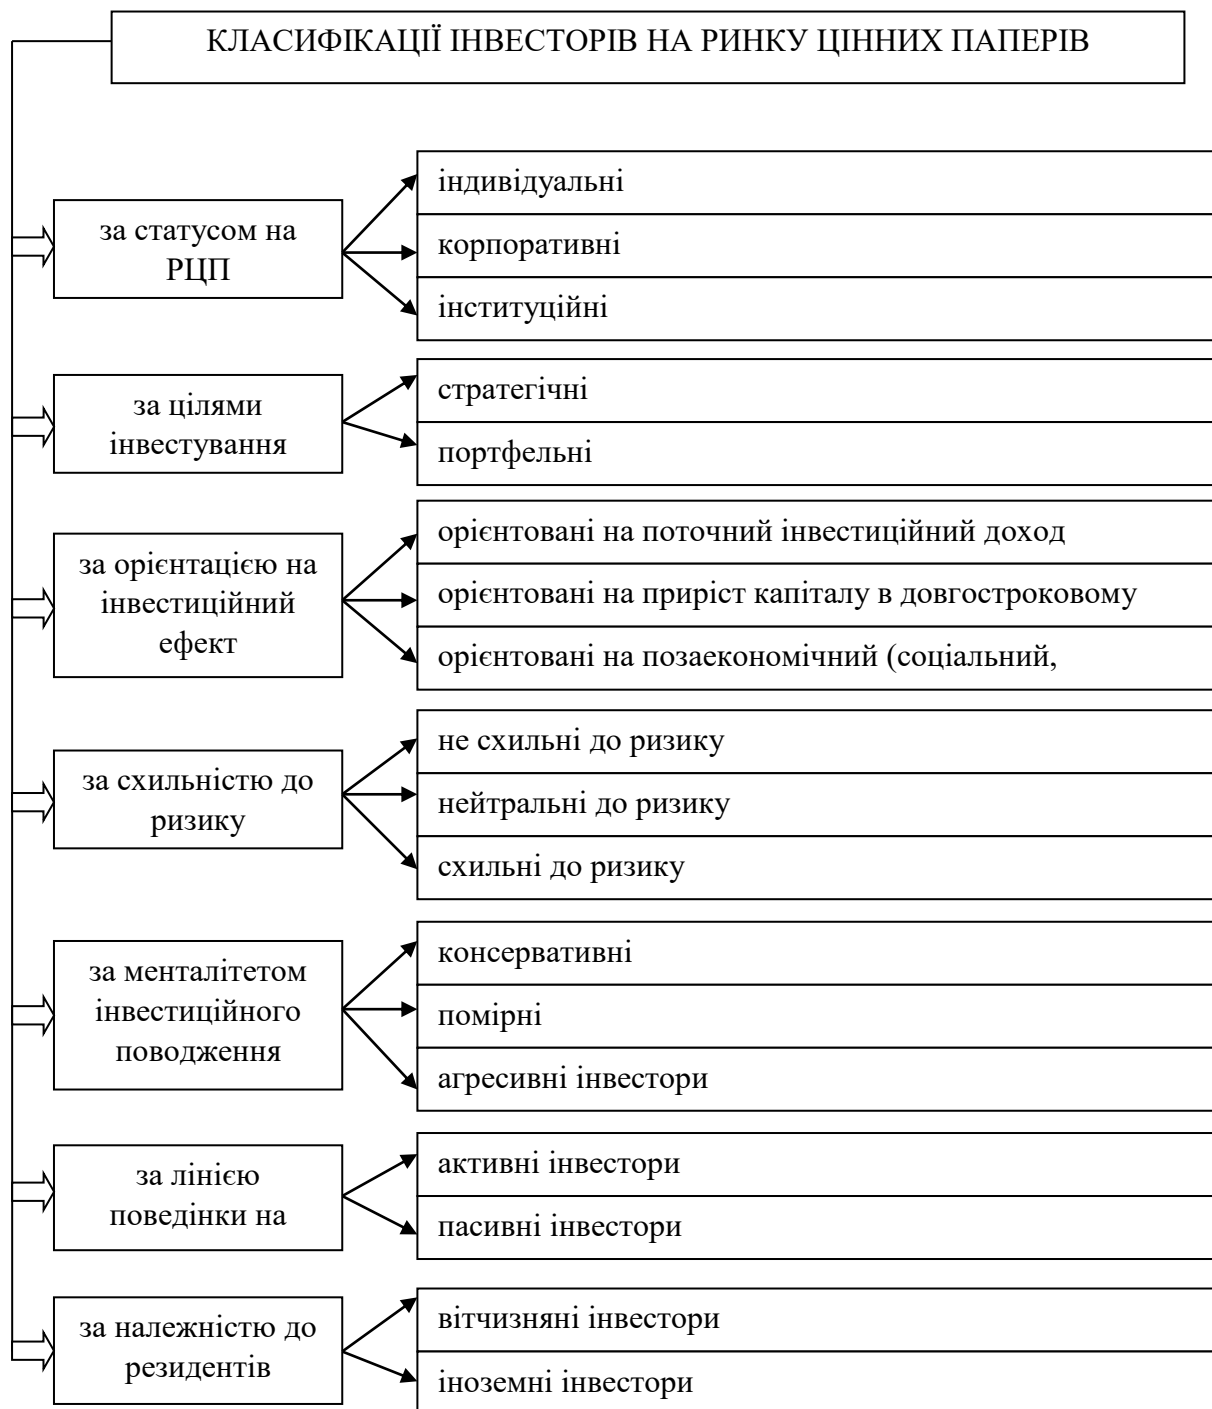 КЛАСИФІКАЦІЇ ІНВЕСТОРІВ НА РИНКУ ЦІННИХ ПАПЕРІВ
за статусом на
РЦП
індивідуальні
корпоративні
інституційні
за цілями
інвестування
стратегічні
портфельні
за орієнтацією на
інвестиційний
ефект
орієнтовані на поточний інвестиційний доход
орієнтовані на приріст капіталу в довгостроковому
орієнтовані на позаекономічний (соціальний,
за схильністю до
ризику
не схильні до ризику
нейтральні до ризику
схильні до ризику
за менталітетом
інвестиційного
поводження
консервативні
помірні
агресивні інвестори
за лінією
поведінки на
активні інвестори
пасивні інвестори
за належністю до
резидентів
вітчизняні інвестори
іноземні інвестори